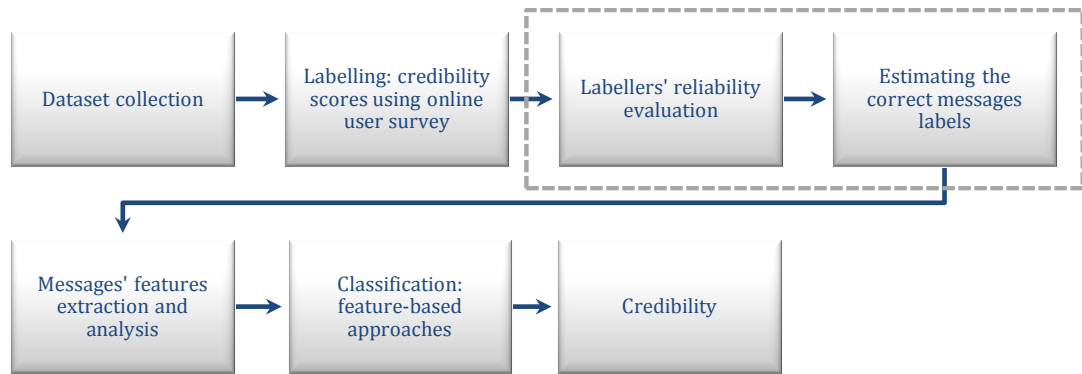 Dataset collection
Labelling: credibility
scores using online
user survey
Labellers' reliability
evaluation
Estimating the
correct messages
labels
Messages' features
extraction and
analysis
Classification:
feature-based
approaches
Credibility